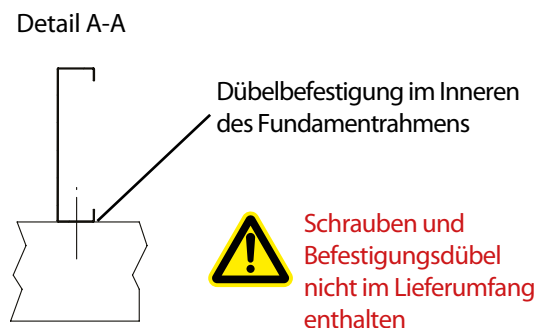 Detail A-A
Dübelbefestigung im Inneren
des Fundamentrahmens
Schrauben und
Befestigungsdübel
nicht im Lieferumfang
enthalten